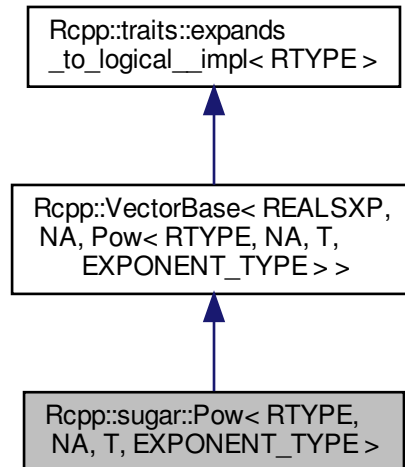 Rcpp::traits::expands
_to_logical__impl< RTYPE >
Rcpp::VectorBase< REALSXP,
NA, Pow< RTYPE, NA, T,
EXPONENT_TYPE > >
Rcpp::sugar::Pow< RTYPE,
NA, T, EXPONENT_TYPE >